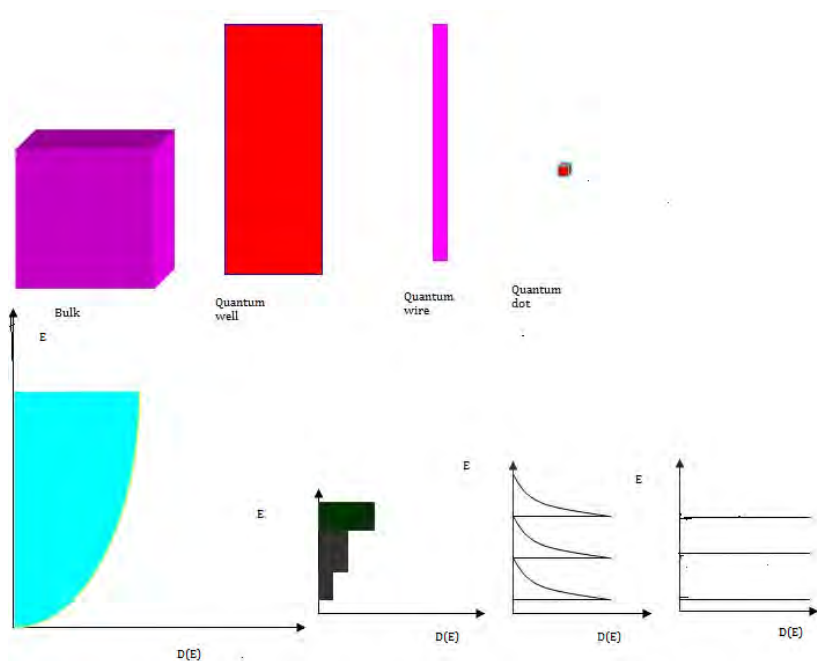 Bulk
Quantum
well
Quantum
wire
Quantum
dot
E
E
E
E
D(E)
D(E)
D(E)
D(E)